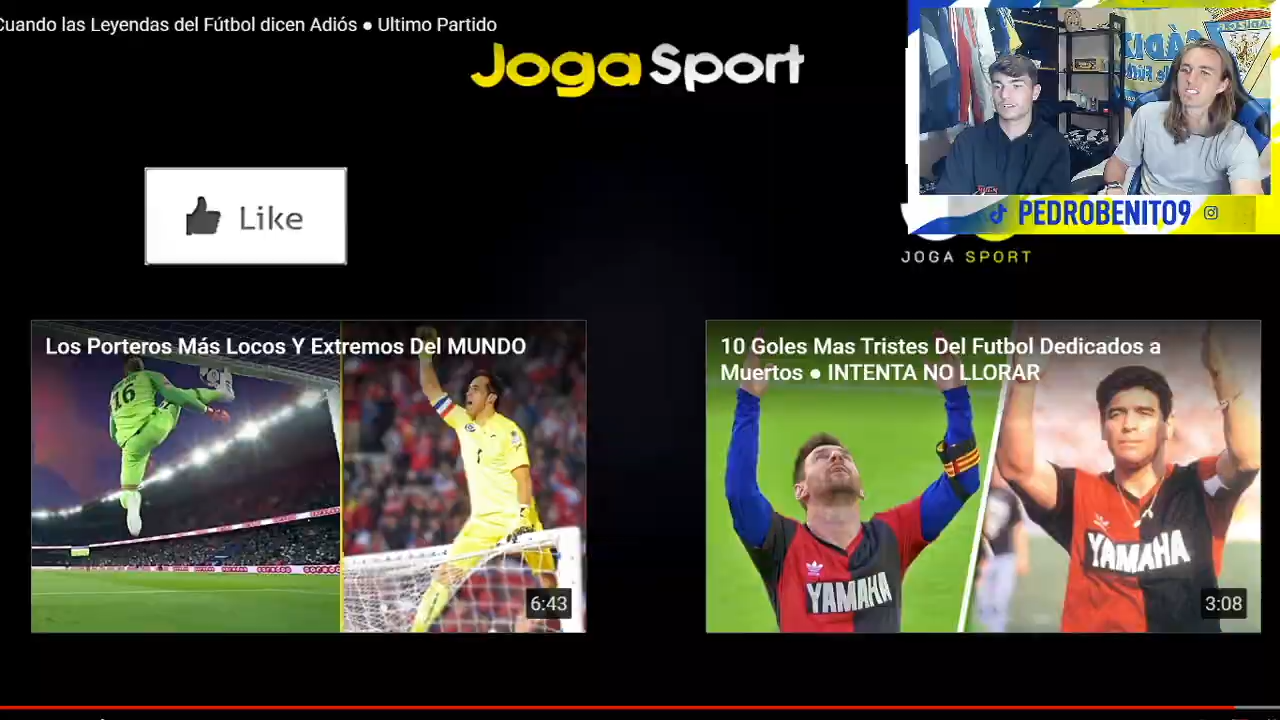 Cuando las Leyendas del Fútbol dicen Adiós ● Ultimo Partido
Joga Sport
PEDROBENITO9
Like
JOGA SPORT
Los Porteros Más Locos Y Extremos Del MUNDO
16
6:43
10 Goles Mas Tristes Del Futbol Dedicados a
Muertos ● INTENTA NO LLORAR
YAMAHA
YAMAHA
3:08